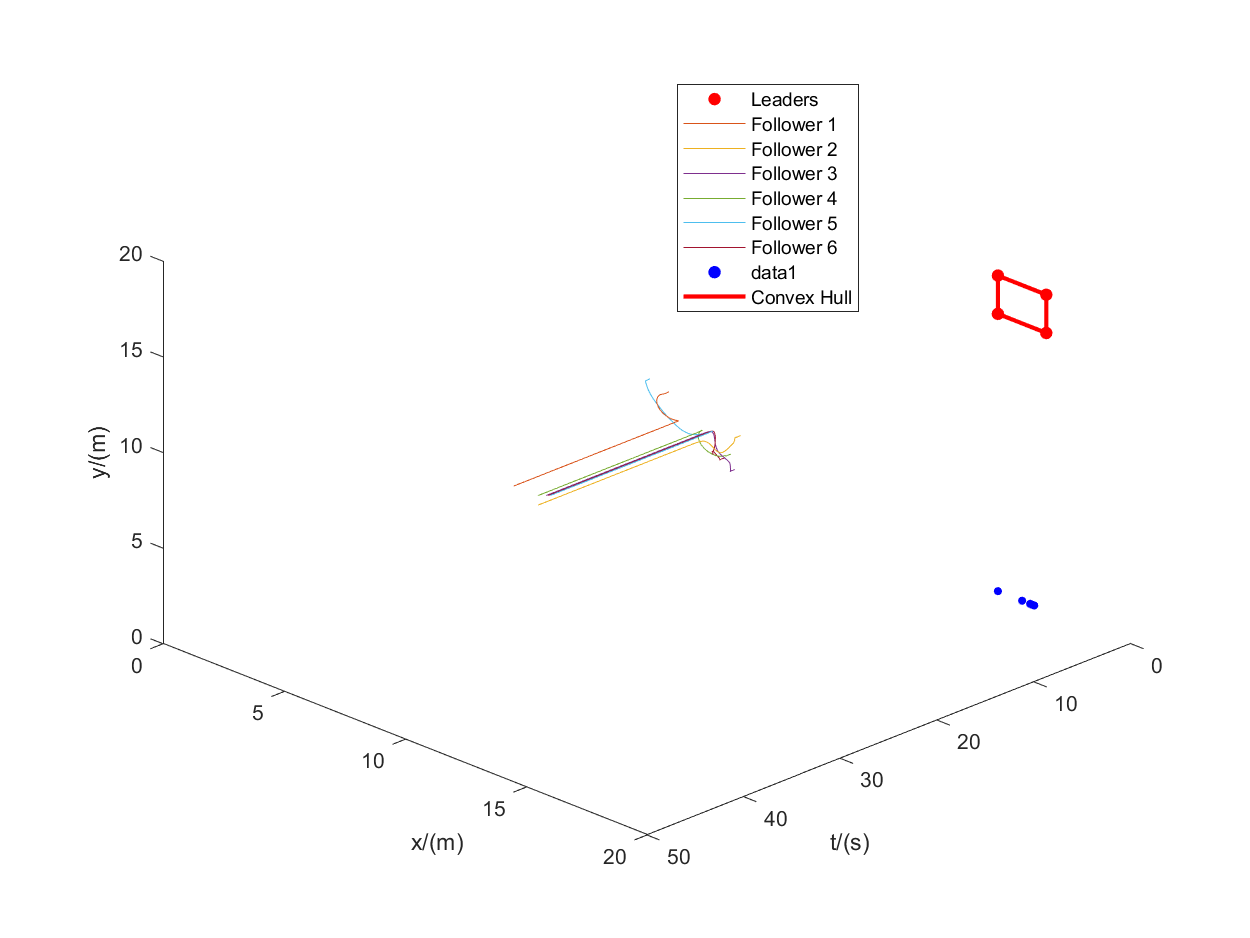 Leaders
Follower 1
Follower 2
Follower 3
Follower 4
Follower 5
Follower 6
data1
Convex Hull
20
15
10
5
0
y/(m)
0
5
10
15
20
x/(m)
50
40
30
20
10
0
t/(s)